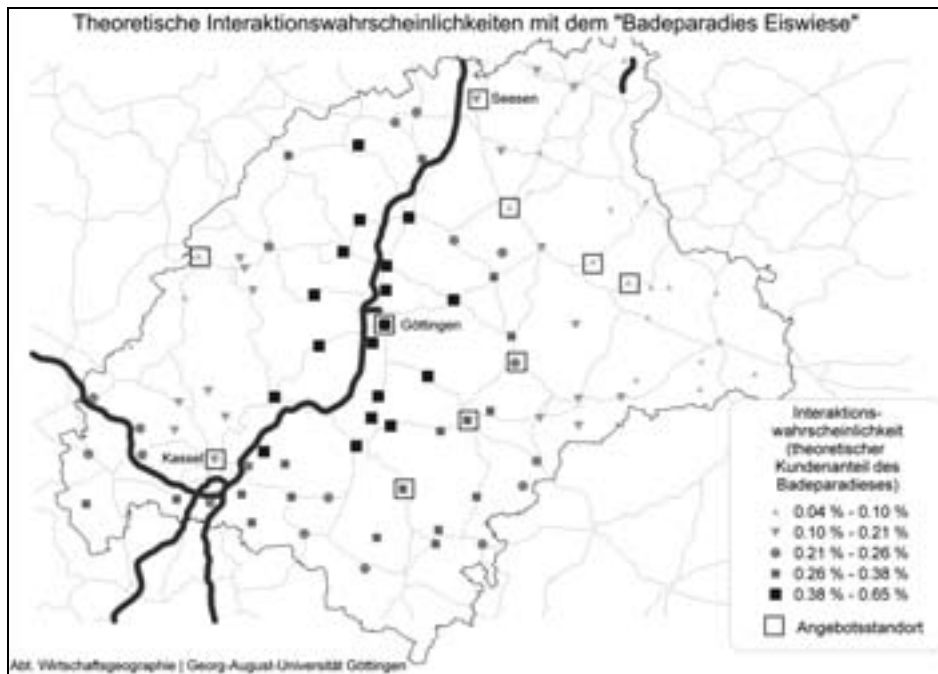 Theoretische Interaktionswahrscheinlichkeiten mit dem "Badeparadies Eiswiese"
Seesen
Göttingen
Kassel
Interaktions-
wahrscheinlichkeit
(theoretischer
Kundenanteil des
Badeparadieses)
0.04 % - 0.10 %
0.10 % - 0.21 %
0.21 % - 0.26 %
0.26 % - 0.38 %
0.38 % - 0.65 %
Angebotsstandort
Abt. Wirtschaftsgeographie | Georg-August-Universität Göttingen